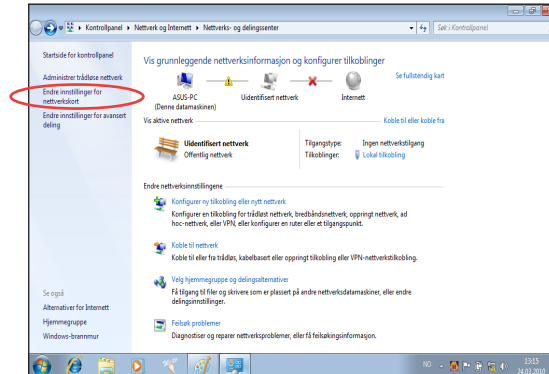 Kontrollpanel ▸ Nettverk og Internett ▸ Nettverks- og delingssenter
Søk i Kontrollpanel
Startside for kontrollpanel
Administrer trådløse nettverk
Endre innstillinger for
nettverkskort
Endre innstillinger for avansert
deling
Vis grunnleggende nettverksinformasjon og konfigurer tilkoblinger
Se fullstendig kart
ASUS-PC
(Denne datamaskinen)
Uidentifisert nettverk
Internett
Vis aktive nettverk
Koble til eller koble fra
Uidentifisert nettverk
Offentlig nettverk
Tilgangstype: Ingen nettverkstilgang
Tilkoblinger: Lokal tilkobling
Endre nettverksinnstillingene
Konfigurer ny tilkobling eller nytt nettverk
Konfigurer en tilkobling for trådløst nettverk, bredbåndsnettverk, oppringt nettverk, ad
hoc-nettverk, eller VPN, eller konfigurer en ruter eller et tilgangspunkt.
Koble til nettverk
Koble til eller fra trådløs, kabelbasert eller oppringt tilkobling eller VPN-nettverkstilkobling.
Velg hjemmegruppe og delingsalternativer
Få tilgang til filer og skrivere som er plassert på andre nettverksdatamaskiner, eller endre
delingsinnstillinger.
Feilsøk problemer
Diagnostiser og reparer nettverksproblemer, eller få feilsøkingsinformasjon.
Se også
Alternativer for Internett
Hjemmegruppe
Windows-brannmur
NO
13:15
24.03.2010